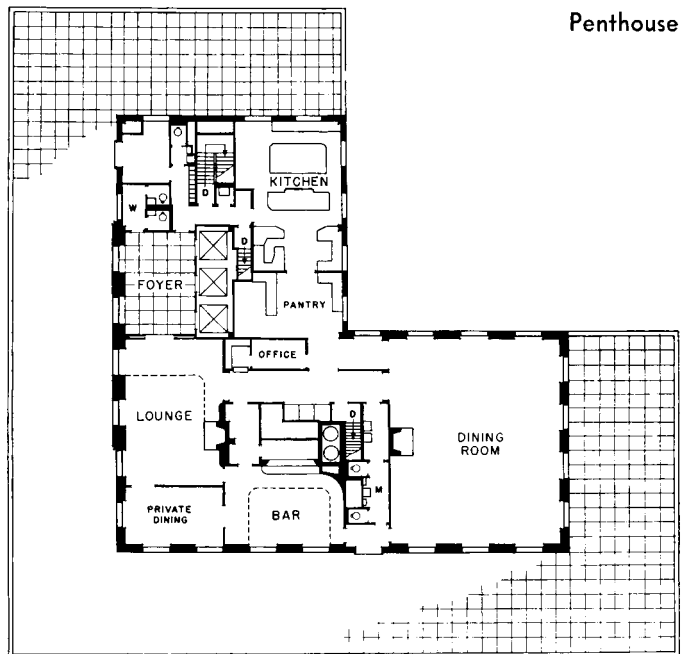 Penthouse
KITCHEN
D
W
D
FOYER
PANTRY
OFFICE
LOUNGE
D
DINING
ROOM
M
PRIVATE
DINING
BAR